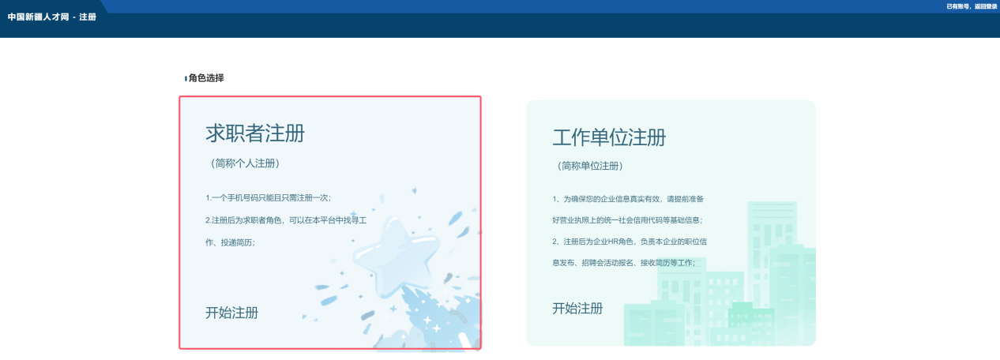 中国新疆人才网 - 注册
已有账号，返回登录
角色选择
求职者注册
（简称个人注册）
1.一个手机号码只能且只需注册一次；
2.注册后为求职者角色，可以在本平台中找寻工
作、投递简历；
开始注册
工作单位注册
（简称单位注册）
1、为确保您的企业信息真实有效，请提前准备
好营业执照上的统一社会信用代码等基础信息；
2、注册后为企业HR角色，负责本企业的职位信
息发布、招聘会活动报名、接收简历等工作；
开始注册